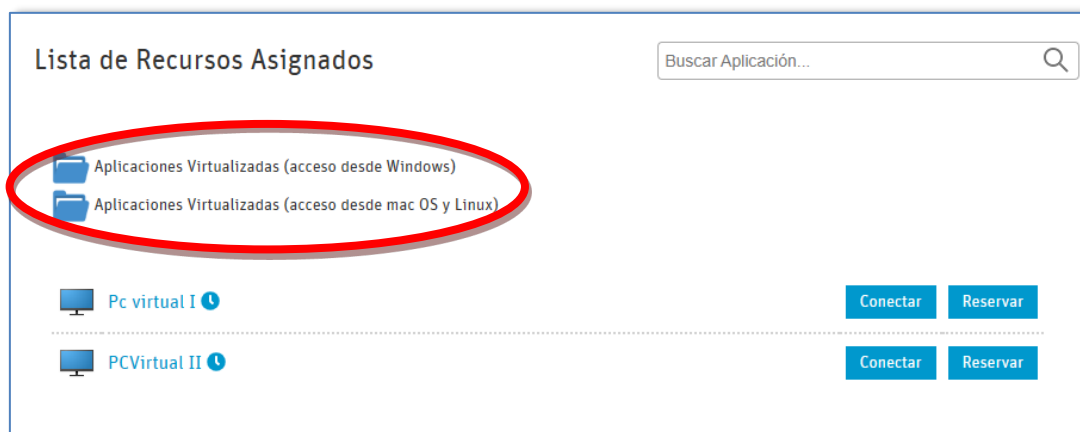 Lista de Recursos Asignados
Buscar Aplicación...
Aplicaciones Virtualizadas (acceso desde Windows)
Aplicaciones Virtualizadas (acceso desde mac OS y Linux)
Pc virtual I Conectar Reservar
PCVirtual II Conectar Reservar